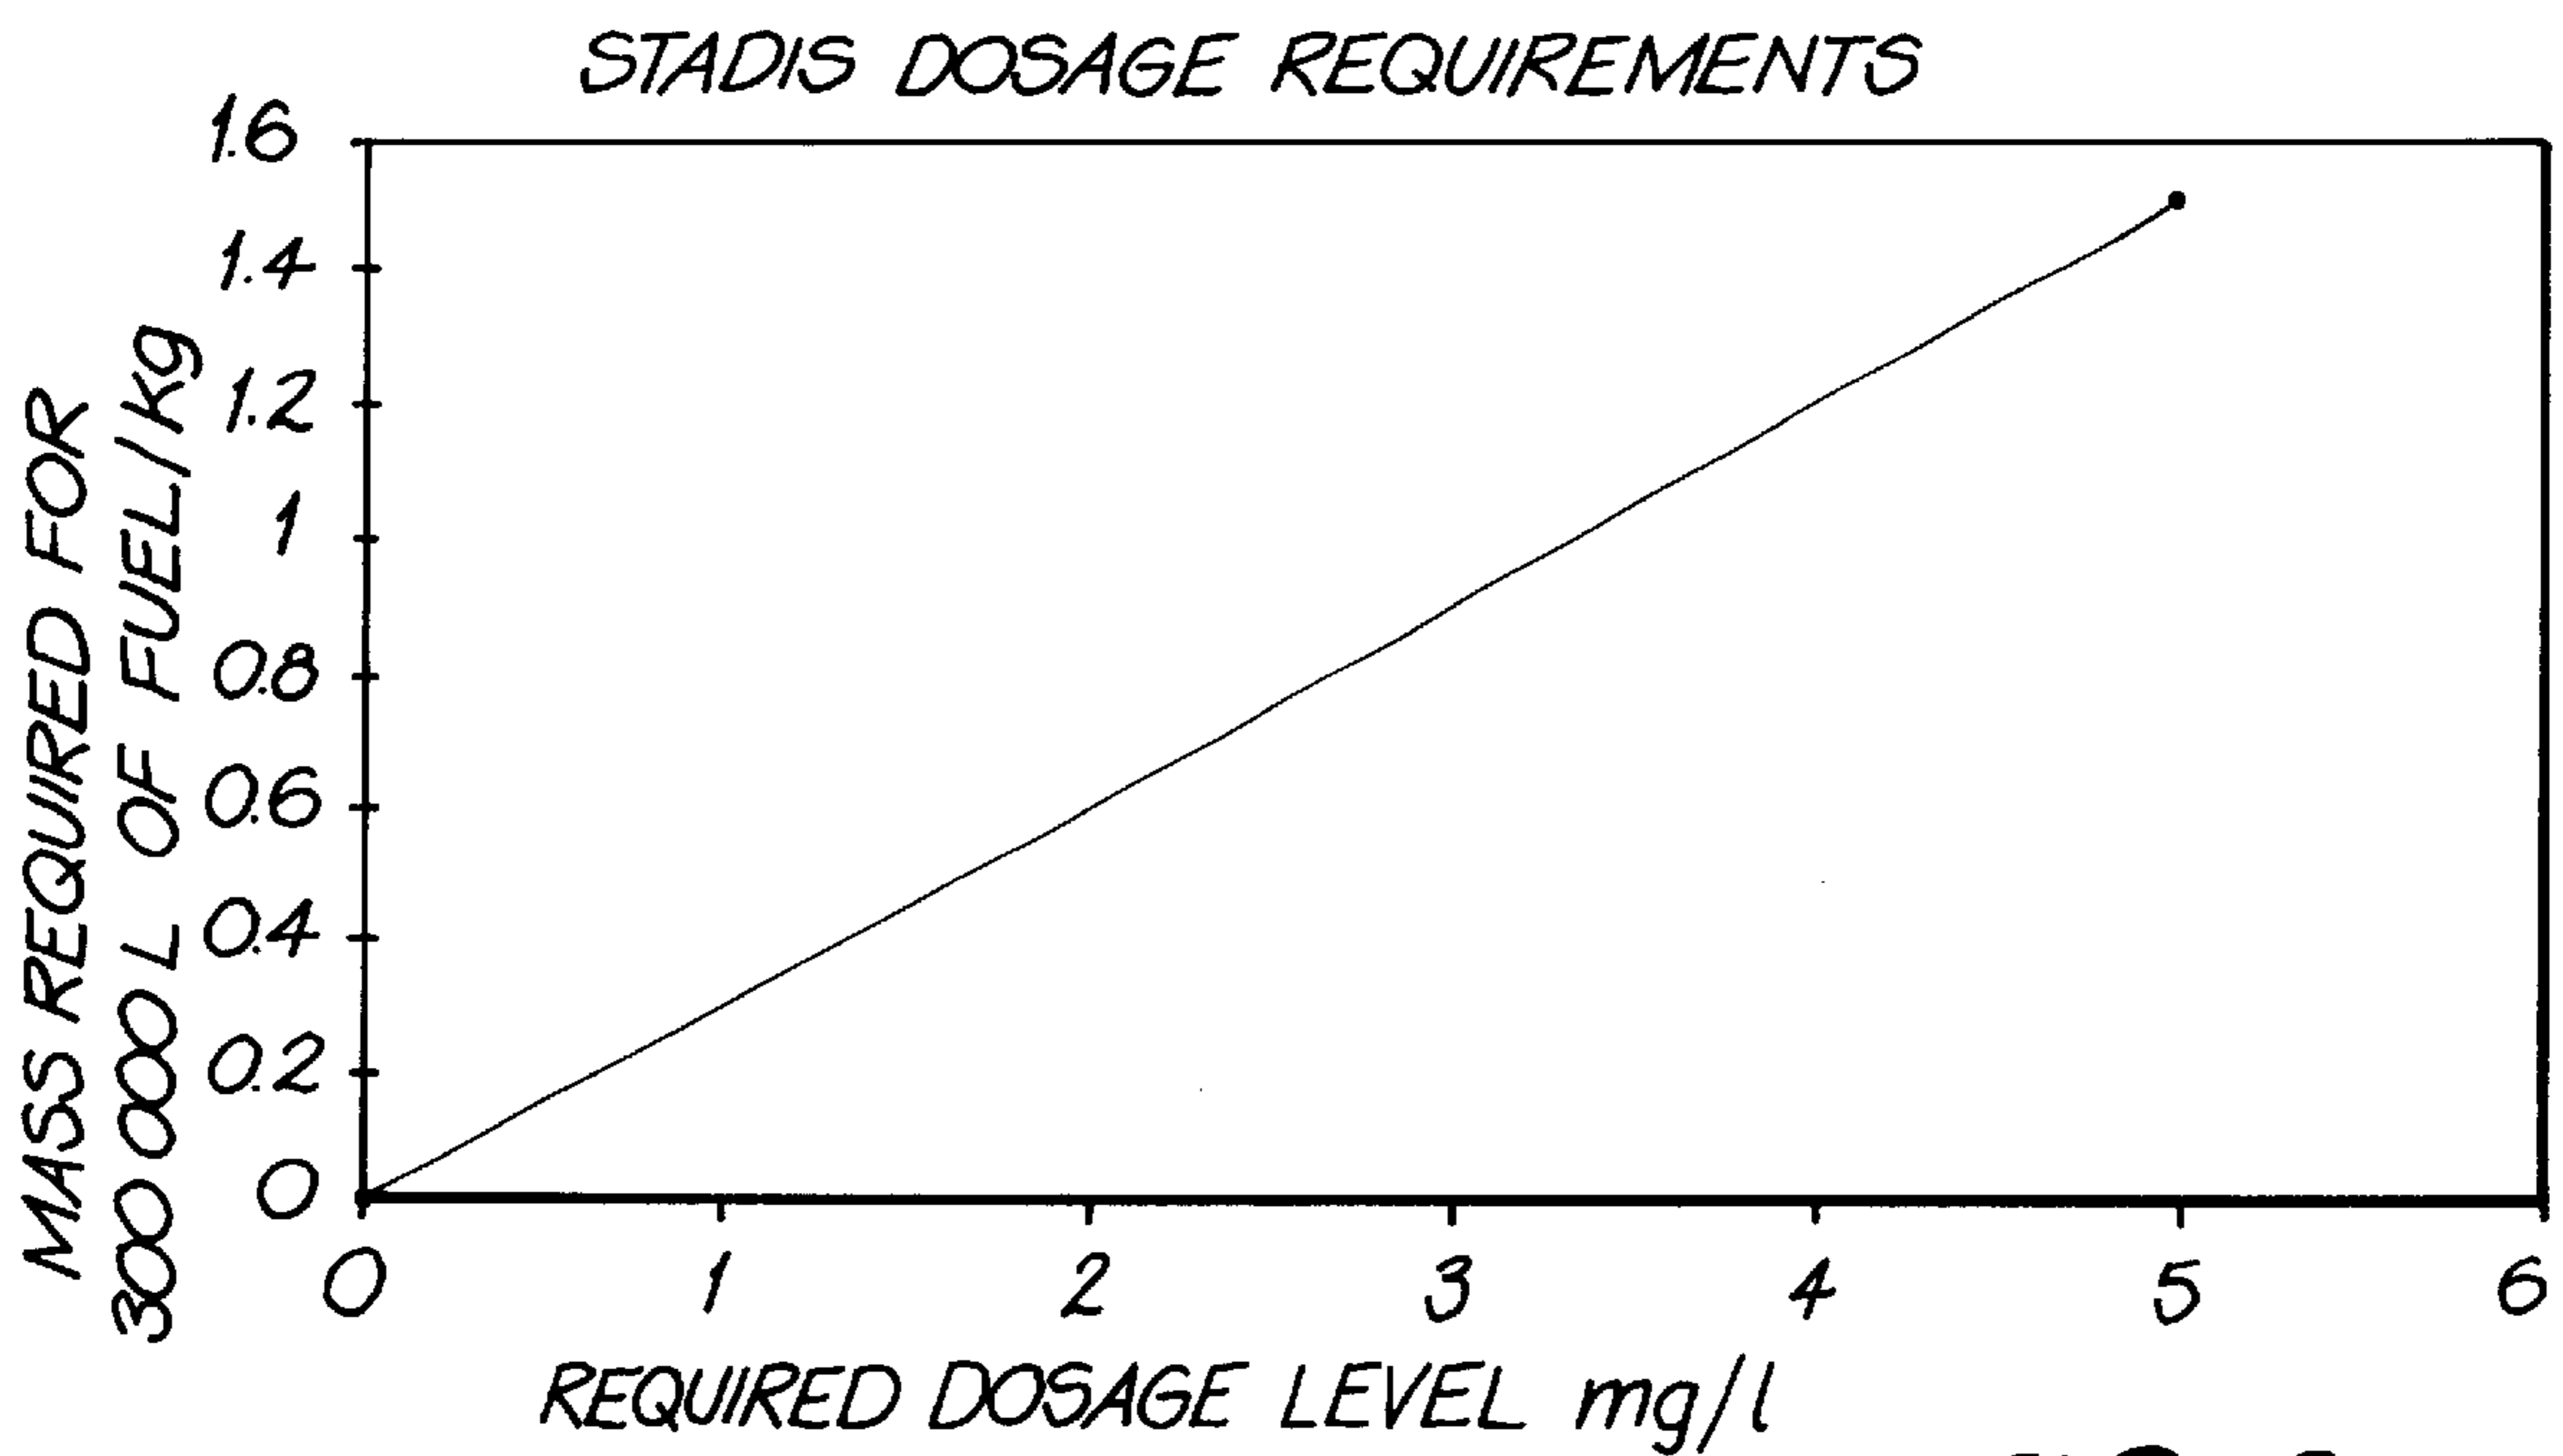 STADIS DOSAGE REQUIREMENTS
MASS REQUIRED FOR
300 000 L OF FUEL/kg
1.6
1.4
1.2
1
0.8
0.6
0.4
0.2
0
0 1 2 3 4 5 6
REQUIRED DOSAGE LEVEL mg/l